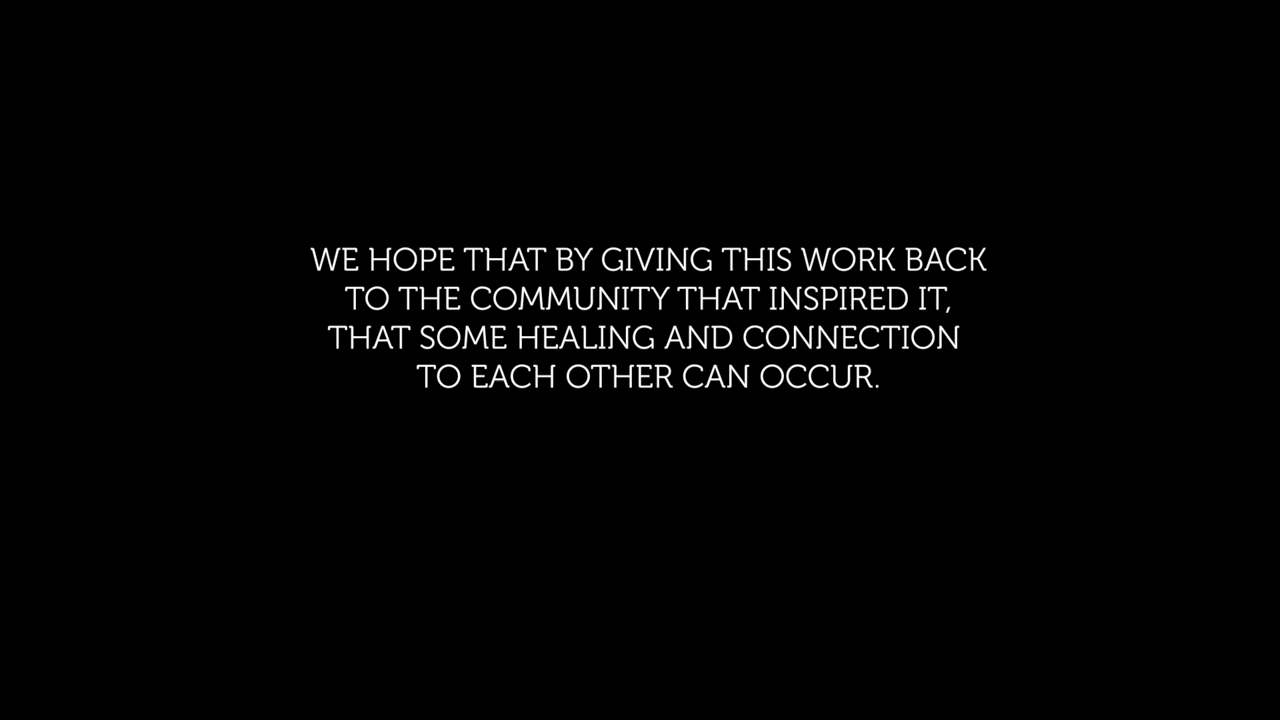 WE HOPE THAT BY GIVING THIS WORK BACK
TO THE COMMUNITY THAT INSPIRED IT,
THAT SOME HEALING AND CONNECTION
TO EACH OTHER CAN OCCUR.